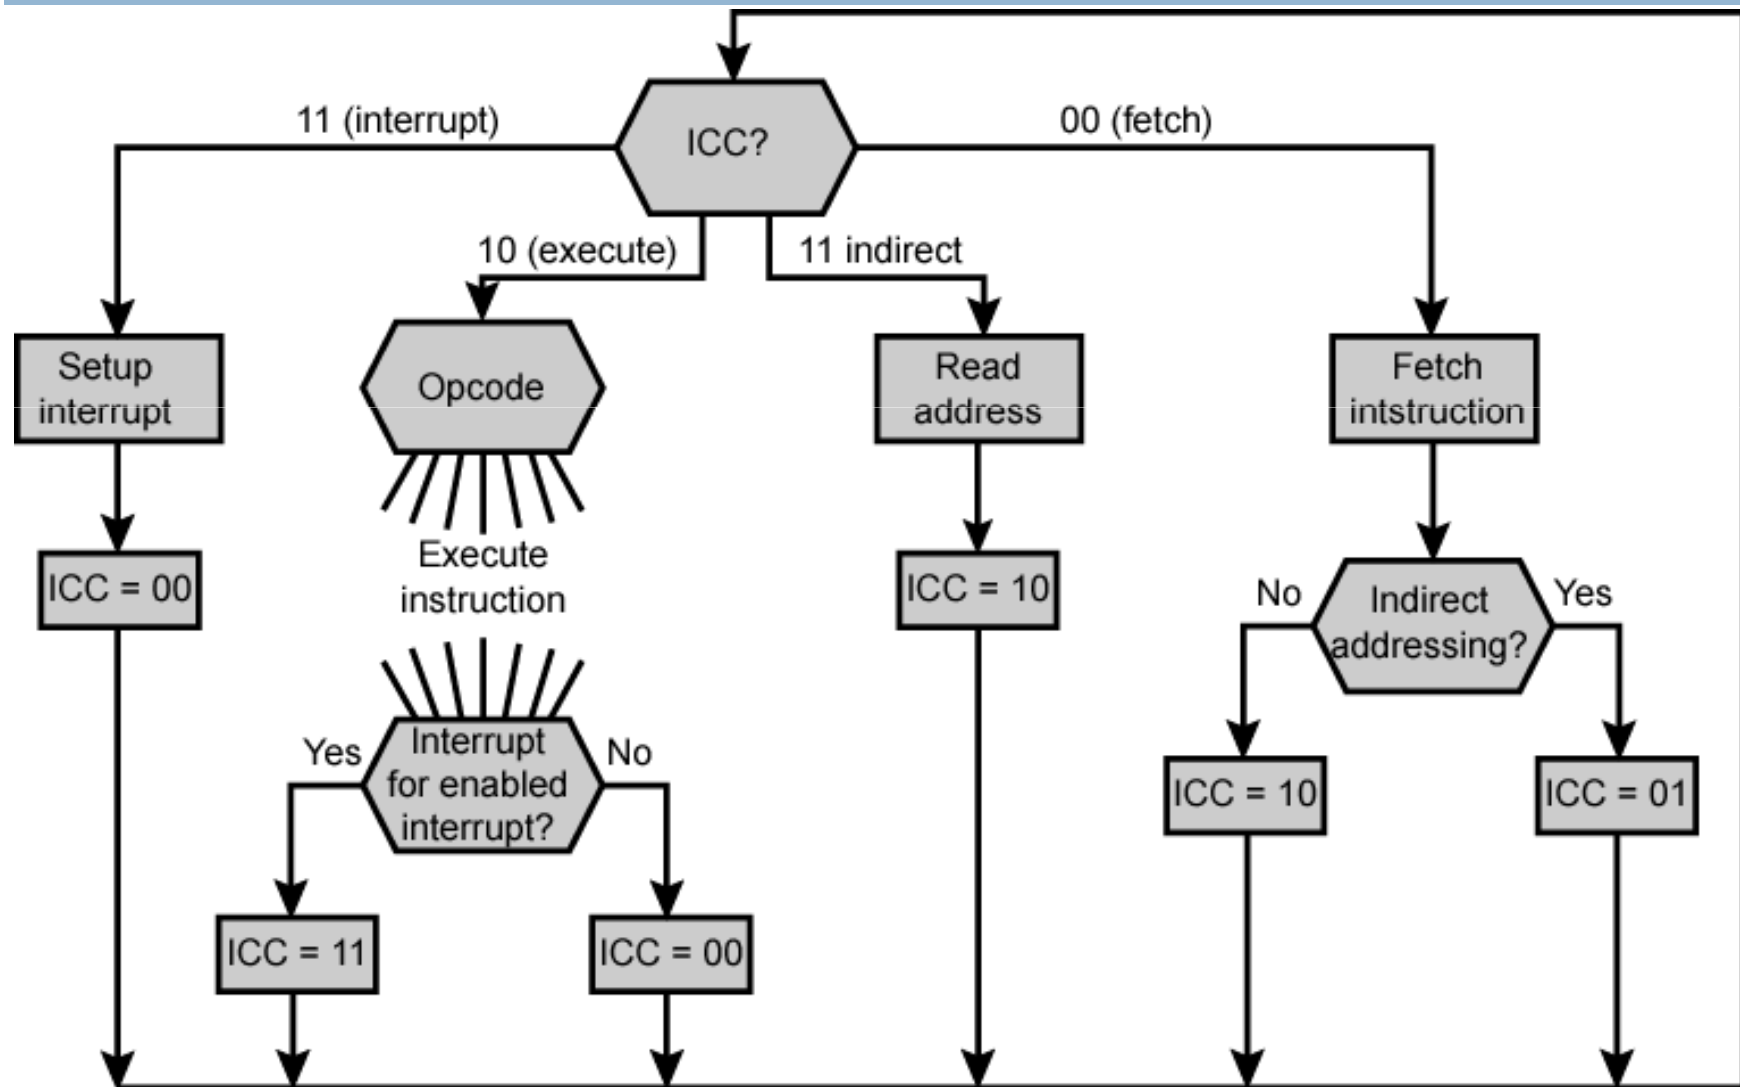 ICC?
11 (interrupt)
00 (fetch)
10 (execute)
11 indirect
Setup
interrupt
Opcode
Read
address
Fetch
intstruction
Execute
instruction
ICC = 00
ICC = 10
No
Indirect
addressing?
Yes
Yes
Interrupt
for enabled
interrupt?
No
ICC = 10
ICC = 01
ICC = 11
ICC = 00